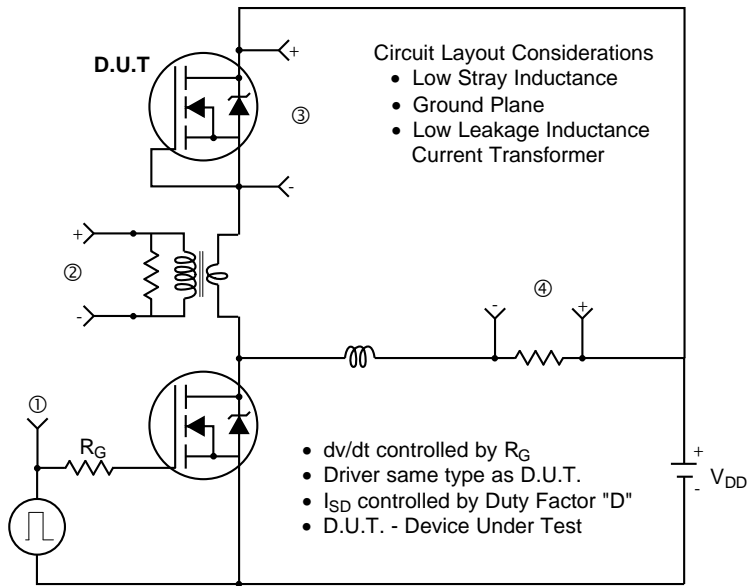 D.U.T
+
Circuit Layout Considerations
• Low Stray Inductance
• Ground Plane
• Low Leakage Inductance
Current Transformer
③
-
+
②
-
-
④
+
①
R_G
• dv/dt controlled by R_G
• Driver same type as D.U.T.
• I_SD controlled by Duty Factor "D"
• D.U.T. - Device Under Test
+
V_DD
-